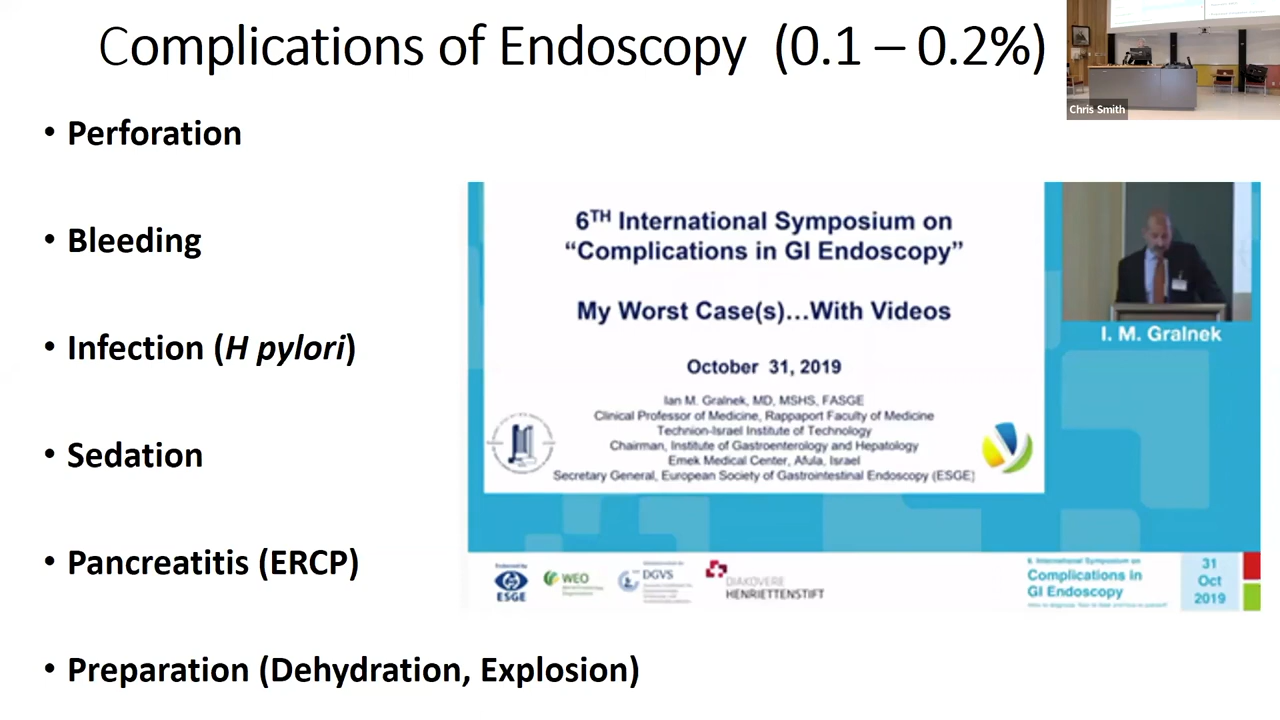 Complications of Endoscopy (0.1 – 0.2%)
Chris Smith
• Perforation
• Bleeding
• Infection (H pylori)
• Sedation
• Pancreatitis (ERCP)
• Preparation (Dehydration, Explosion)
6TH International Symposium on
“Complications in GI Endoscopy”
My Worst Case(s)…With Videos
October 31, 2019
Ian M. Gralnek, MD, MSHS, FASGE
Clinical Professor of Medicine, Rappaport Faculty of Medicine
Technion-Israel Institute of Technology
Chairman, Institute of Gastroenterology and Hepatology
Emek Medical Center, Afula, Israel
Secretary General, European Society of Gastrointestinal Endoscopy (ESGE)
I. M. Gralnek
ESGE
WEO
DGVS
DIAKOVERE
HENRIETTENSTIFT
6. International Symposium on
Complications in
GI Endoscopy
31
Oct
2019